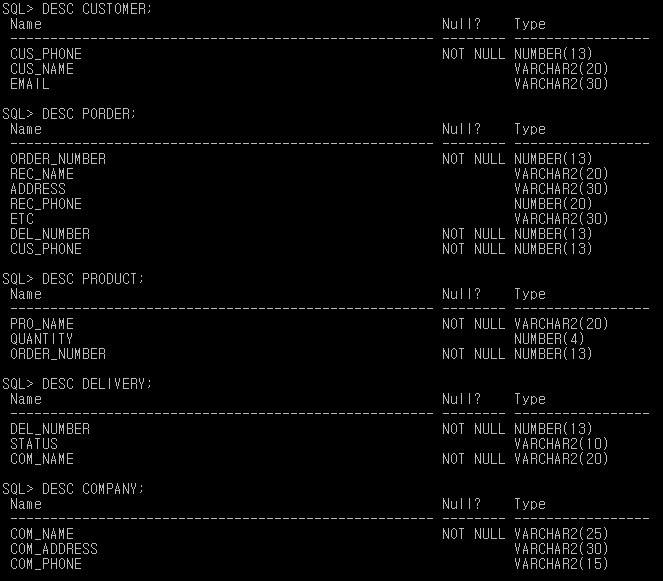 SQL> DESC CUSTOMER;
 Name                                                  Null?    Type
 ----------------------------------------------------- -------- -----------------
 CUS_PHONE                                             NOT NULL NUMBER(13)
 CUS_NAME                                                       VARCHAR2(20)
 EMAIL                                                          VARCHAR2(30)
SQL> DESC PORDER;
 Name                                                  Null?    Type
 ----------------------------------------------------- -------- -----------------
 ORDER_NUMBER                                          NOT NULL NUMBER(13)
 REC_NAME                                                       VARCHAR2(20)
 ADDRESS                                                        VARCHAR2(30)
 REC_PHONE                                                      NUMBER(20)
 ETC                                                            VARCHAR2(30)
 DEL_NUMBER                                            NOT NULL NUMBER(13)
 CUS_PHONE                                             NOT NULL NUMBER(13)
SQL> DESC PRODUCT;
 Name                                                  Null?    Type
 ----------------------------------------------------- -------- -----------------
 PRO_NAME                                              NOT NULL VARCHAR2(20)
 QUANTITY                                                       NUMBER(4)
 ORDER_NUMBER                                          NOT NULL NUMBER(13)
SQL> DESC DELIVERY;
 Name                                                  Null?    Type
 ----------------------------------------------------- -------- -----------------
 DEL_NUMBER                                            NOT NULL NUMBER(13)
 STATUS                                                         VARCHAR2(10)
 COM_NAME                                              NOT NULL VARCHAR2(20)
SQL> DESC COMPANY;
 Name                                                  Null?    Type
 ----------------------------------------------------- -------- -----------------
 COM_NAME                                              NOT NULL VARCHAR2(25)
 COM_ADDRESS                                                    VARCHAR2(30)
 COM_PHONE                                                      VARCHAR2(15)